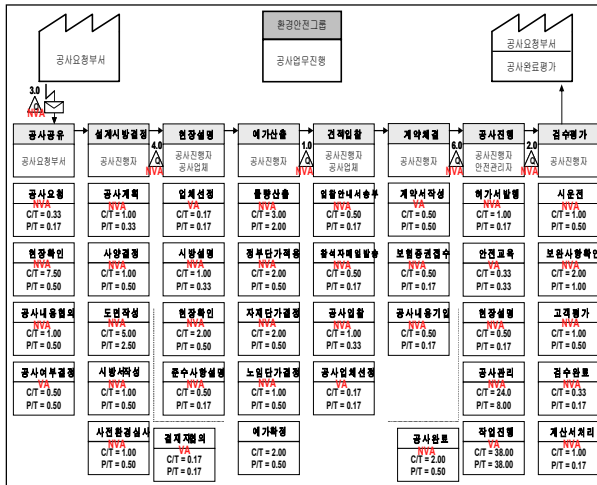 공사요청부서
환경안전그룹
공사업무진행
공사요청부서
공사완료평가
3.0
Q
NVA
공사공유
공사요청부서
설계시방결정
공사진행자
4.0
Q
NVA
현장설명
공사진행자
공사업체
예가산출
공사진행자
1.0
Q
NVA
견적입찰
공사진행자
공사업체
계약체결
공사진행자
6.0
Q
NVA
공사진행
공사진행자
안전관리자
2.0
Q
NVA
검수평가
공사진행자
공사요청
NVA
C/T = 0.33
P/T = 0.17
현장확인
NVA
C/T = 7.50
P/T = 0.50
공사내용협의
NVA
C/T = 1.00
P/T = 0.50
공사여부결정
VA
C/T = 0.50
P/T = 0.50
공사계획
NVA
C/T = 1.00
P/T = 0.33
사양결정
NVA
C/T = 1.00
P/T = 0.50
도면작성
NVA
C/T = 5.00
P/T = 2.50
시방서작성
NVA
C/T = 1.00
P/T = 0.50
사전환경심사
NVA
C/T = 1.00
P/T = 0.50
업체선정
VA
C/T = 0.17
P/T = 0.17
시방설명
NVA
C/T = 1.00
P/T = 0.33
현장확인
NVA
C/T = 2.00
P/T = 0.50
준수사항설명
NVA
C/T = 0.50
P/T = 0.17
결재재협의
VA
C/T = 0.17
P/T = 0.17
물량산출
NVA
C/T = 3.00
P/T = 2.00
정부단가적용
NVA
C/T = 2.00
P/T = 0.50
자재단가결정
NVA
C/T = 2.00
P/T = 0.50
노임단가결정
NVA
C/T = 1.00
P/T = 0.50
예가확정
C/T = 2.00
P/T = 0.50
입찰안내서송부
NVA
C/T = 0.50
P/T = 0.17
참석자메일발송
NVA
C/T = 0.50
P/T = 0.17
공사입찰
NVA
C/T = 1.00
P/T = 0.33
공사업체선정
VA
C/T = 0.17
P/T = 0.17
계약서작성
VA
C/T = 0.50
P/T = 0.50
보험증권접수
NVA
C/T = 0.50
P/T = 0.17
공사내용기입
NVA
C/T = 0.50
P/T = 0.17
공사완료
NVA
C/T = 2.00
P/T = 0.50
허가서발행
NVA
C/T = 1.00
P/T = 0.17
안전교육
VA
C/T = 0.33
P/T = 0.33
현장설명
NVA
C/T = 0.50
P/T = 0.17
공사관리
NVA
C/T = 24.0
P/T = 8.00
작업진행
VA
C/T = 38.00
P/T = 38.00
시운전
NVA
C/T = 1.00
P/T = 0.50
보완사항확인
NVA
C/T = 2.00
P/T = 1.00
고객평가
NVA
C/T = 1.00
P/T = 0.50
검수완료
NVA
C/T = 0.33
P/T = 0.17
계산서처리
NVA
C/T = 1.00
P/T = 0.17